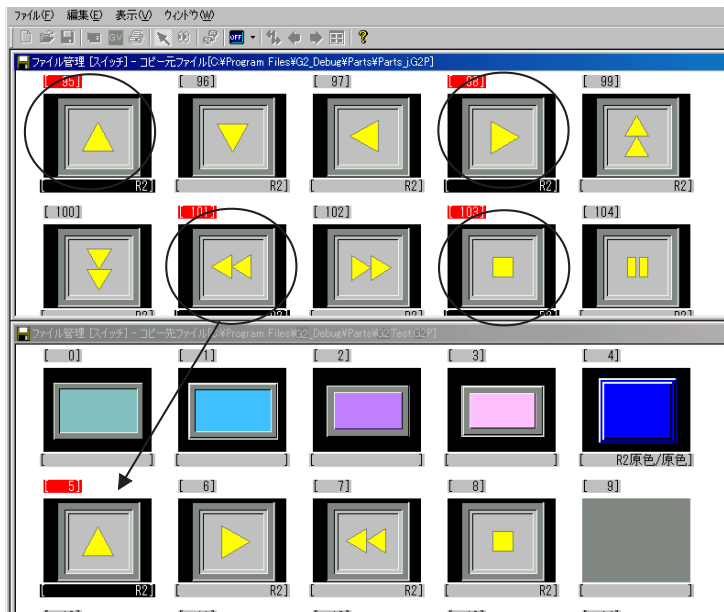 ファイル(F) 編集(E) 表示(V) ウィンドウ(W)
OFF
ファイル管理 [スイッチ] - コピー元ファイル[C:¥Program Files¥G2_Debug¥Parts¥Parts_j.G2P]
[ 95] [ 96] [ 97] [ 98] [ 99]
[ R2] [ R2] [ R2] [ R2] [ R2]
[ 100] [ 101] [ 102] [ 103] [ 104]
ファイル管理 [スイッチ] - コピー先ファイル[C:¥Program Files¥G2_Debug¥Parts¥G2Test.G2P]
[ 0] [ 1] [ 2] [ 3] [ 4]
[ ] [ ] [ ] [ ] [ R2原色/原色]
[ 5] [ 6] [ 7] [ 8] [ 9]
[ R2] [ R2] [ R2] [ R2] [ ]